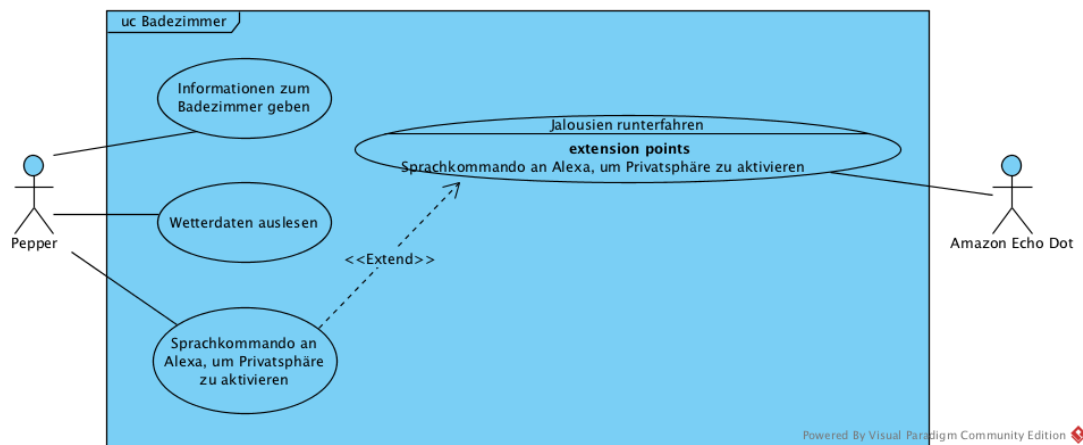 uc Badezimmer
Informationen zum
Badezimmer geben
Jalousien runterfahren
extension points
Sprachkommando an Alexa, um Privatsphäre zu aktivieren
Wetterdaten auslesen
Pepper
Amazon Echo Dot
<<Extend>>
Sprachkommando an
Alexa, um Privatsphäre
zu aktivieren
Powered By Visual Paradigm Community Edition